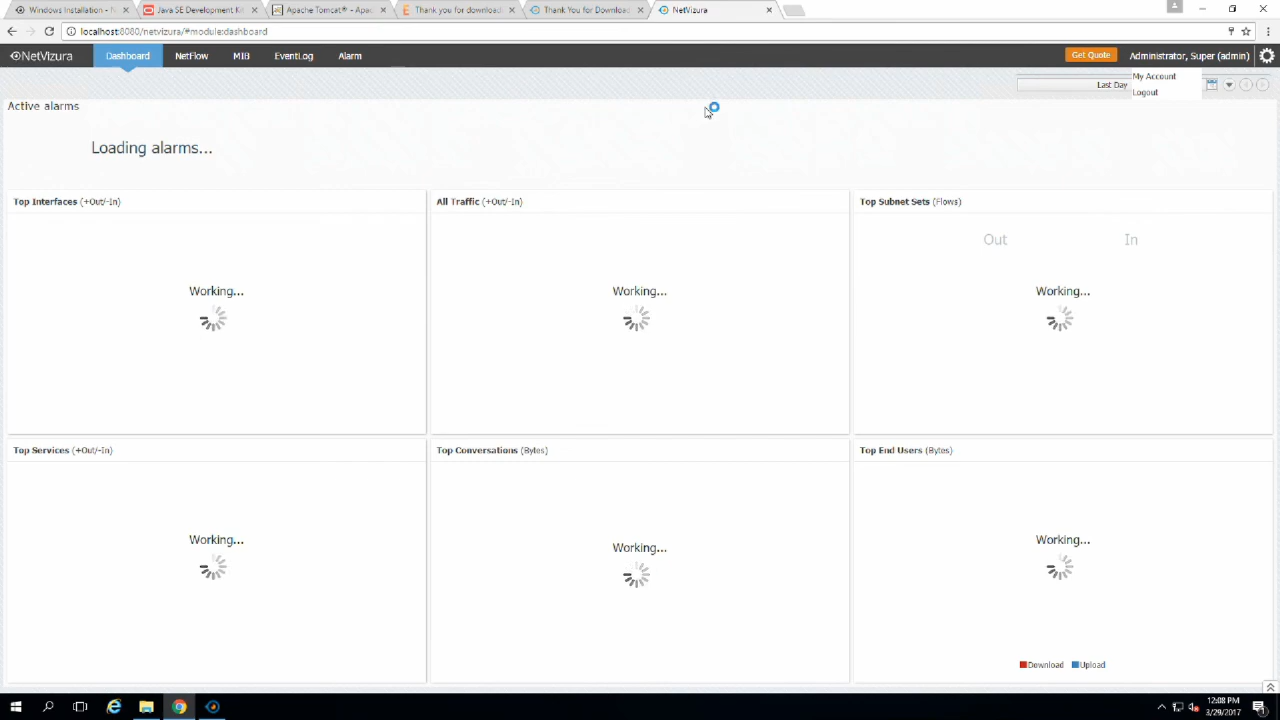 Windows Installation - N
Java SE Development Ki
Apache Tomcat® - Apac
Thank you for downloadi
Thank You for Download
NetVizura
localhost:8080/netvizura/#module:dashboard
NetVizura
Dashboard
NetFlow
MIB
EventLog
Alarm
Get Quote
Administrator, Super (admin)
My Account
Logout
Last Day
Active alarms
Loading alarms...
Top Interfaces (+Out/-In)
All Traffic (+Out/-In)
Top Subnet Sets (Flows)
Out
In
Working...
Working...
Working...
Top Services (+Out/-In)
Top Conversations (Bytes)
Top End Users (Bytes)
Working...
Working...
Working...
Download
Upload
12:08 PM
3/29/2017